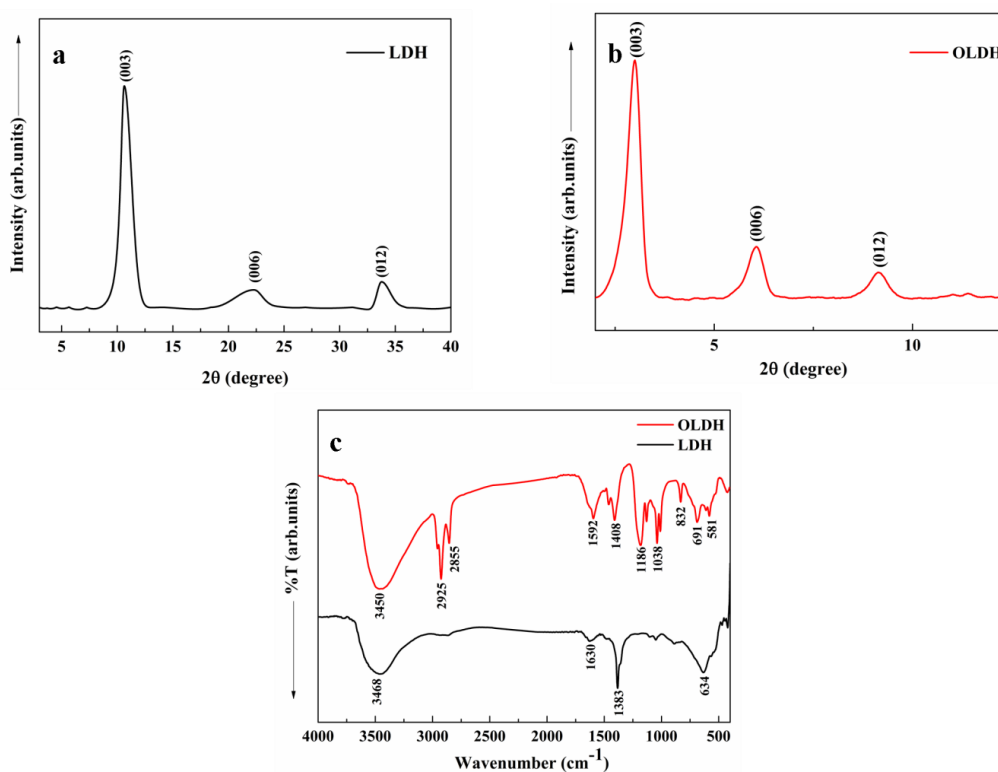 a
LDH
(003)
(006)
(012)
Intensity (arb.units)
5 10 15 20 25 30 35 40
2θ (degree)
b
OLDH
(003)
(006)
(012)
Intensity (arb.units)
5 10
2θ (degree)
c
OLDH
LDH
%T (arb.units)
3450
2925
2855
1592
1408
1186
1038
832
691
581
3468
1630
1383
634
4000 3500 3000 2500 2000 1500 1000 500
Wavenumber (cm-1)